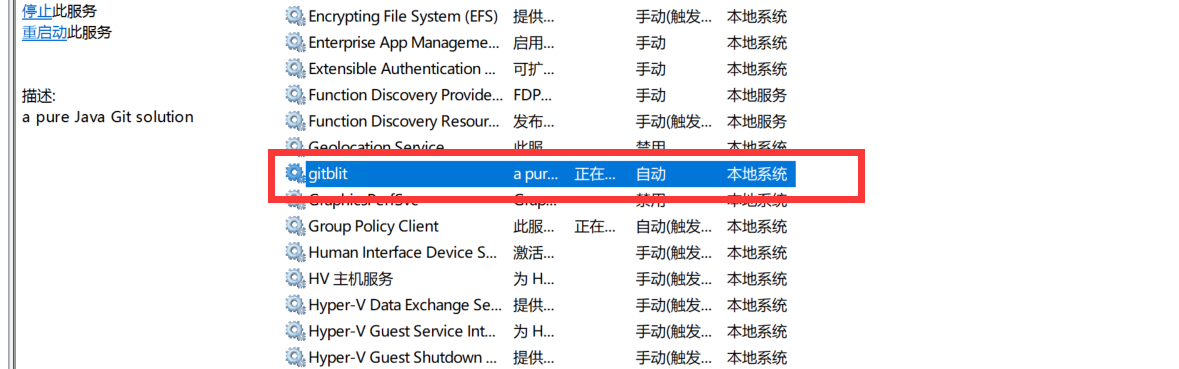 停止此服务
重启动此服务
描述:
a pure Java Git solution
Encrypting File System (EFS) 提供... 手动(触发... 本地系统
Enterprise App Manageme... 启用... 手动 本地系统
Extensible Authentication ... 可扩... 手动 本地系统
Function Discovery Provide... FDP... 手动 本地服务
Function Discovery Resour... 发布... 手动(触发... 本地服务
Geolocation Service 此服... 禁用 本地系统
gitblit a pur... 正在... 自动 本地系统
GraphicsPerfSvc Grap... 禁用 本地系统
Group Policy Client 此服... 正在... 自动(触发... 本地系统
Human Interface Device S... 激活... 手动(触发... 本地系统
HV 主机服务 为 H... 手动(触发... 本地系统
Hyper-V Data Exchange Se... 提供... 手动(触发... 本地系统
Hyper-V Guest Service Int... 为 H... 手动(触发... 本地系统
Hyper-V Guest Shutdown ... 提供... 手动(触发... 本地系统